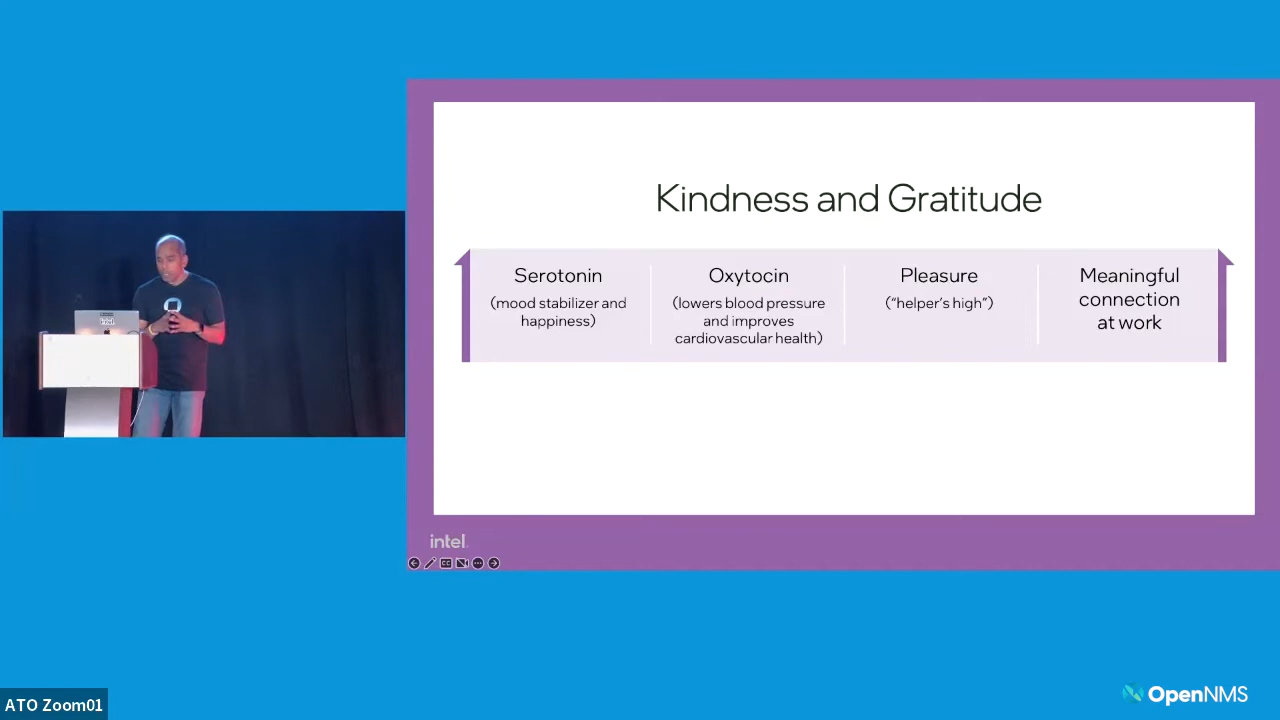 Kindness and Gratitude
Serotonin
(mood stabilizer and
happiness)
Oxytocin
(lowers blood pressure
and improves
cardiovascular health)
Pleasure
(“helper’s high”)
Meaningful
connection
at work
intel.
CC
ATO Zoom01
OpenNMS